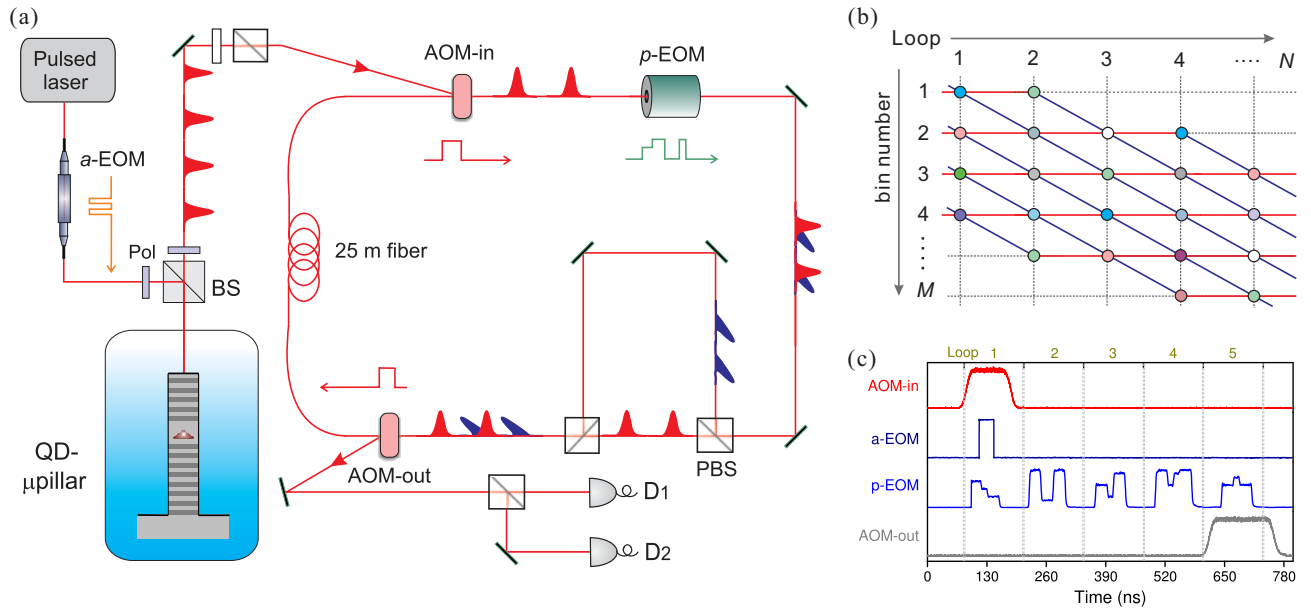 (a)
Pulsed
laser
a-EOM
Pol
BS
QD-
μpillar
AOM-in
p-EOM
25 m fiber
AOM-out
PBS
D1
D2
(b)
Loop
1 2 3 4 ···· N
bin number
1
2
3
4
····
M
(c)
Loop 1 2 3 4 5
AOM-in
a-EOM
p-EOM
AOM-out
0 130 260 390 520 650 780
Time (ns)